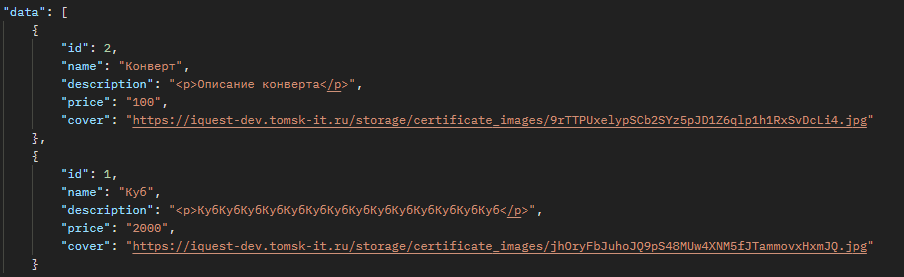 "data": [
{
"id": 2,
"name": "Конверт",
"description": "<p>Описание конверта</p>",
"price": "100",
"cover": "https://iquest-dev.tomsk-it.ru/storage/certificate_images/9rTTPUxelypSCb2SYz5pJD1Z6qlp1h1RxSvDcLi4.jpg"
},
{
"id": 1,
"name": "Куб",
"description": "<p>КубКубКубКубКубКубКубКубКубКубКубКубКубКуб</p>",
"price": "2000",
"cover": "https://iquest-dev.tomsk-it.ru/storage/certificate_images/jhOryFbJuhoJQ9pS48MUw4XNM5fJTammovxHxmJQ.jpg"
}